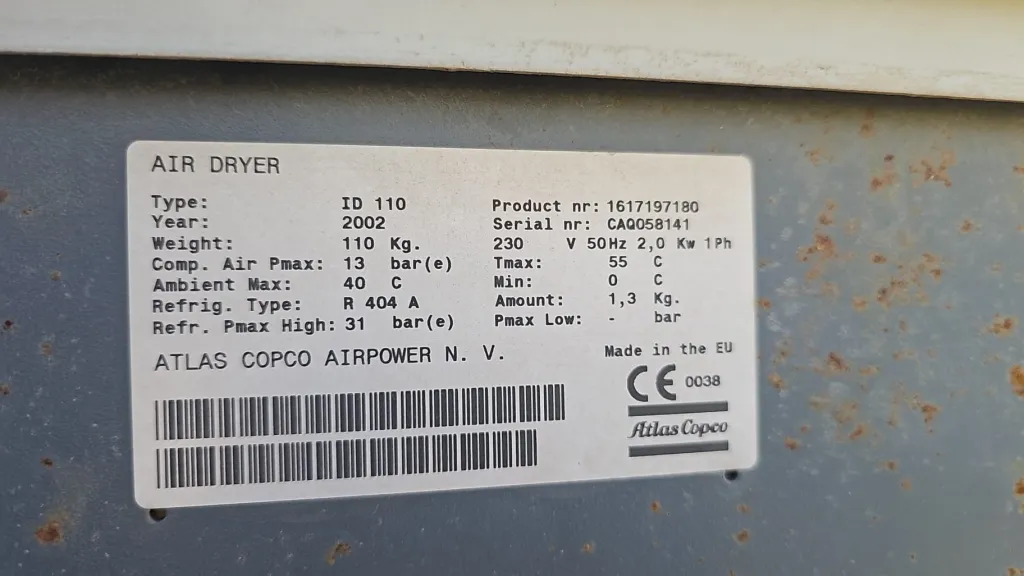 AIR DRYER
Type: ID 110 Product nr: 1617197180
Year: 2002 Serial nr: CAQ058141
Weight: 110 Kg. 230 V 50Hz 2,0 Kw 1Ph
Comp. Air Pmax: 13 bar(e) Tmax: 55 C
Ambient Max: 40 C Min: 0 C
Refrig. Type: R 404 A Amount: 1,3 Kg.
Refr. Pmax High: 31 bar(e) Pmax Low: - bar
ATLAS COPCO AIRPOWER N. V. Made in the EU
CE 0038
Atlas Copco